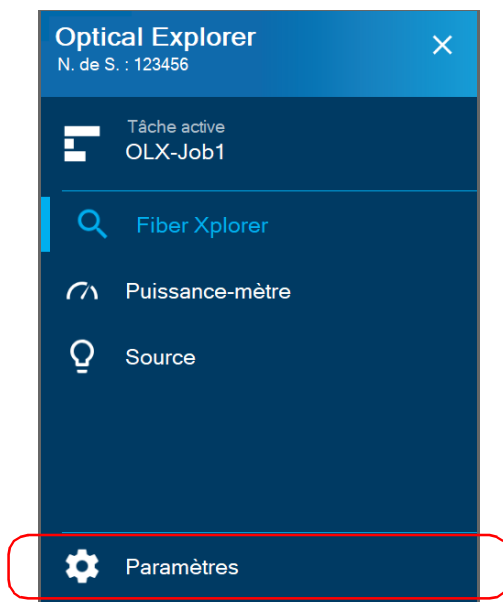 Optical Explorer
N. de S. : 123456
Tâche active
OLX-Job1
Fiber Xplorer
Puissance-mètre
Source
Paramètres